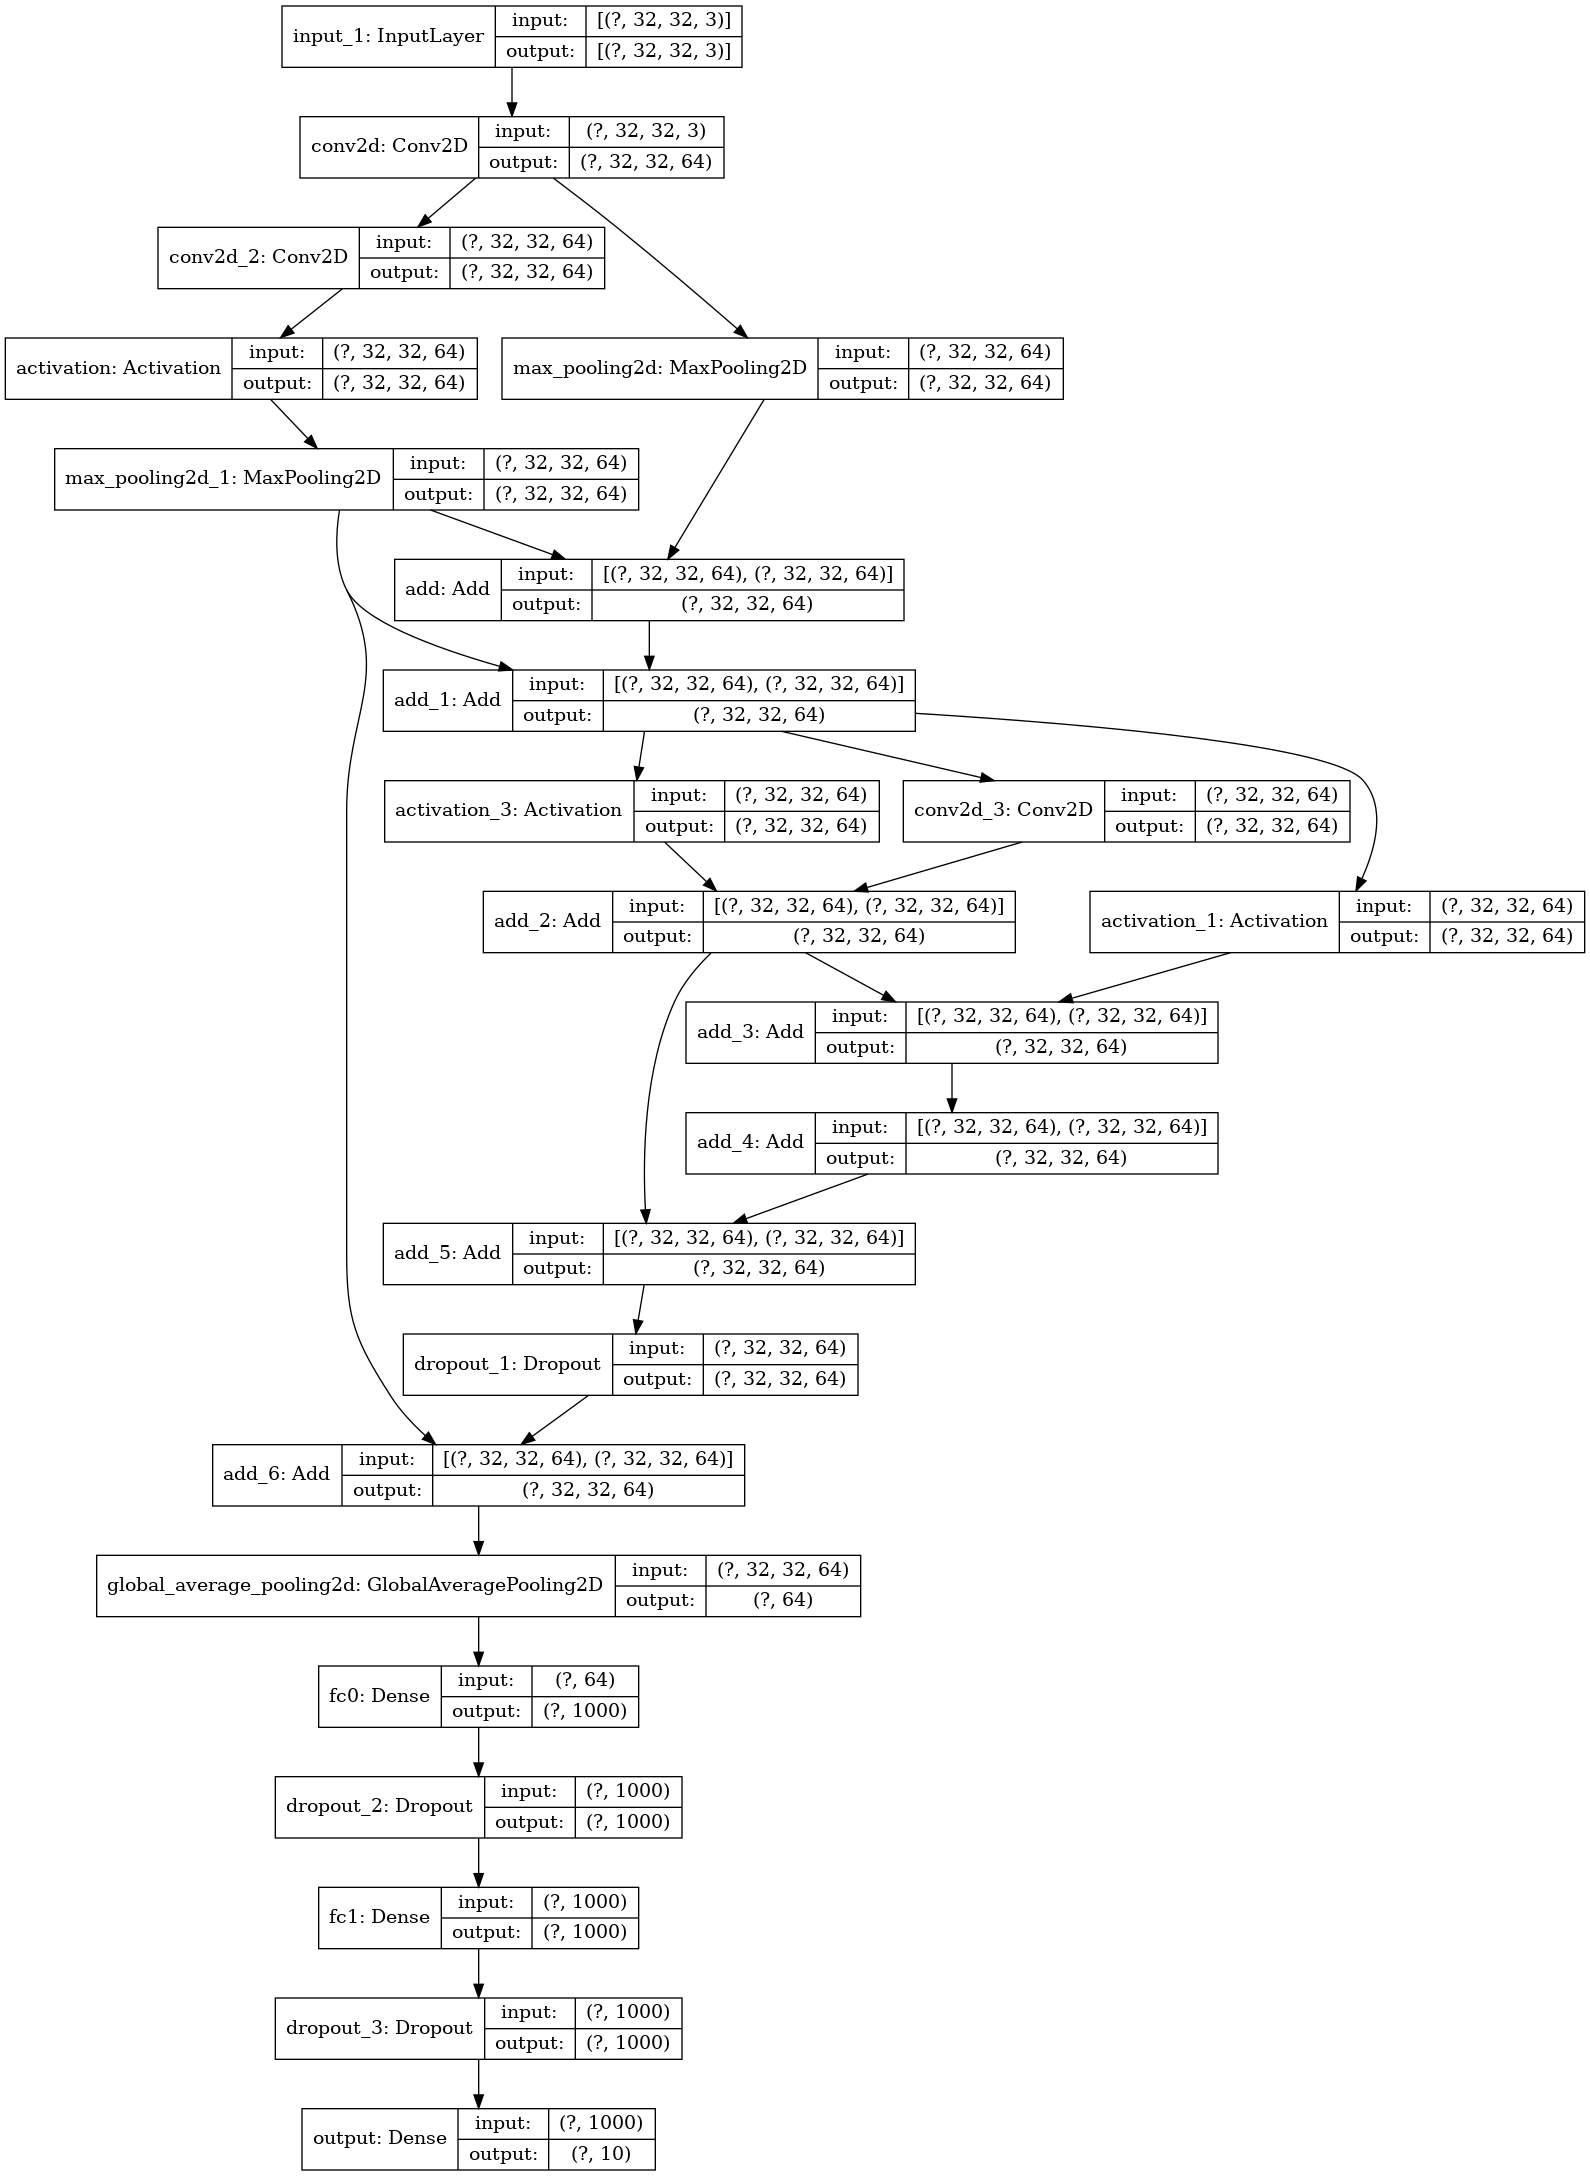 input_1: InputLayer
input: [(?, 32, 32, 3)]
output: [(?, 32, 32, 3)]
conv2d: Conv2D
input: (?, 32, 32, 3)
output: (?, 32, 32, 64)
conv2d_2: Conv2D
input: (?, 32, 32, 64)
output: (?, 32, 32, 64)
activation: Activation
input: (?, 32, 32, 64)
output: (?, 32, 32, 64)
max_pooling2d: MaxPooling2D
input: (?, 32, 32, 64)
output: (?, 32, 32, 64)
max_pooling2d_1: MaxPooling2D
input: (?, 32, 32, 64)
output: (?, 32, 32, 64)
add: Add
input: [(?, 32, 32, 64), (?, 32, 32, 64)]
output: (?, 32, 32, 64)
add_1: Add
input: [(?, 32, 32, 64), (?, 32, 32, 64)]
output: (?, 32, 32, 64)
activation_3: Activation
input: (?, 32, 32, 64)
output: (?, 32, 32, 64)
conv2d_3: Conv2D
input: (?, 32, 32, 64)
output: (?, 32, 32, 64)
add_2: Add
input: [(?, 32, 32, 64), (?, 32, 32, 64)]
output: (?, 32, 32, 64)
activation_1: Activation
input: (?, 32, 32, 64)
output: (?, 32, 32, 64)
add_3: Add
input: [(?, 32, 32, 64), (?, 32, 32, 64)]
output: (?, 32, 32, 64)
add_4: Add
input: [(?, 32, 32, 64), (?, 32, 32, 64)]
output: (?, 32, 32, 64)
add_5: Add
input: [(?, 32, 32, 64), (?, 32, 32, 64)]
output: (?, 32, 32, 64)
dropout_1: Dropout
input: (?, 32, 32, 64)
output: (?, 32, 32, 64)
add_6: Add
input: [(?, 32, 32, 64), (?, 32, 32, 64)]
output: (?, 32, 32, 64)
global_average_pooling2d: GlobalAveragePooling2D
input: (?, 32, 32, 64)
output: (?, 64)
fc0: Dense
input: (?, 64)
output: (?, 1000)
dropout_2: Dropout
input: (?, 1000)
output: (?, 1000)
fc1: Dense
input: (?, 1000)
output: (?, 1000)
dropout_3: Dropout
input: (?, 1000)
output: (?, 1000)
output: Dense
input: (?, 1000)
output: (?, 10)